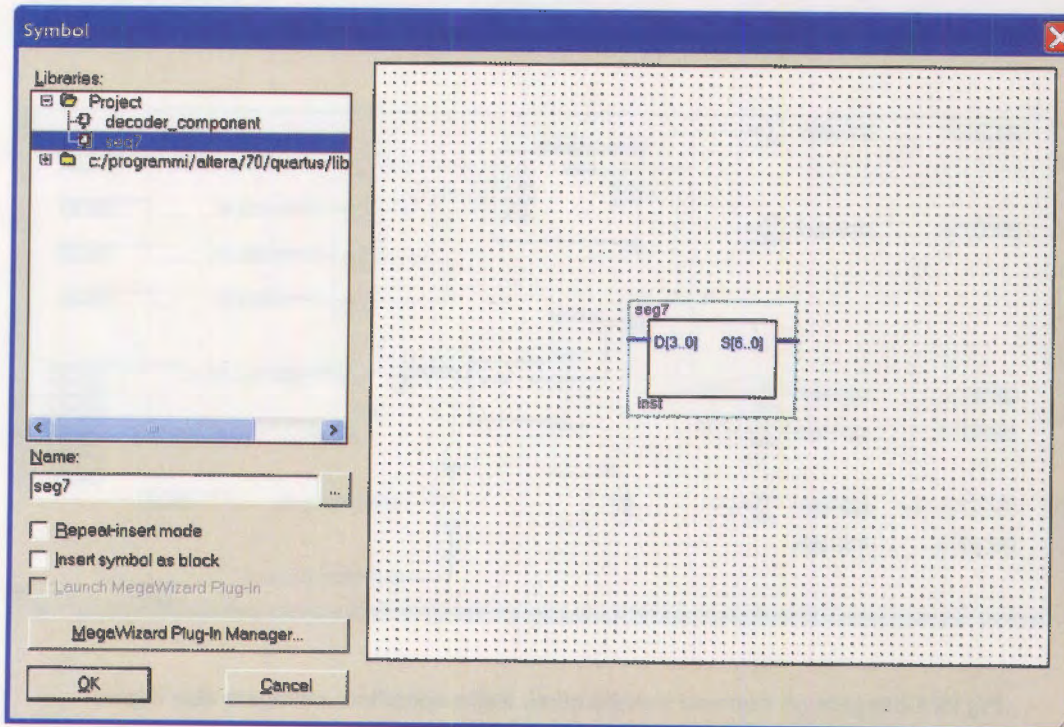 Symbol
Libraries:
Project
decoder_component
seg7
c:/programmi/altera/70/quartus/lib
Name:
seg7
...
Repeat-insert mode
Insert symbol as block
Launch MegaWizard Plug-In
MegaWizard Plug-In Manager...
OK
Cancel
seg7
D[3..0] S[6..0]
inst